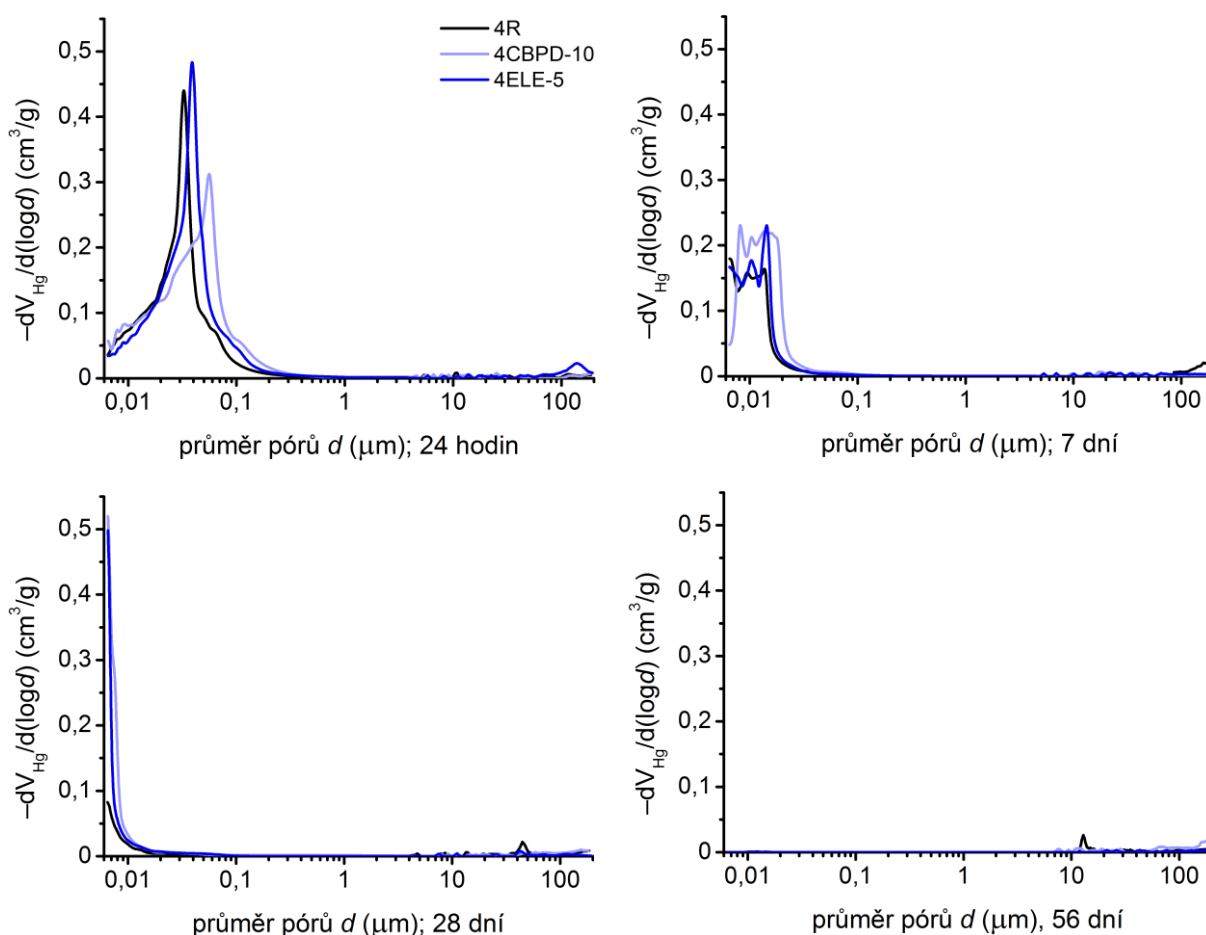 4R
4CBPD-10
4ELE-5
–dV_Hg/d(logd) (cm³/g)
0,5
0,4
0,3
0,2
0,1
0
0,01 0,1 1 10 100
průměr pórů d (µm); 24 hodin
–dV_Hg/d(logd) (cm³/g)
0,5
0,4
0,3
0,2
0,1
0
0,01 0,1 1 10 100
průměr pórů d (µm); 7 dní
–dV_Hg/d(logd) (cm³/g)
0,5
0,4
0,3
0,2
0,1
0
0,01 0,1 1 10 100
průměr pórů d (µm); 28 dní
–dV_Hg/d(logd) (cm³/g)
0,5
0,4
0,3
0,2
0,1
0
0,01 0,1 1 10 100
průměr pórů d (µm), 56 dní